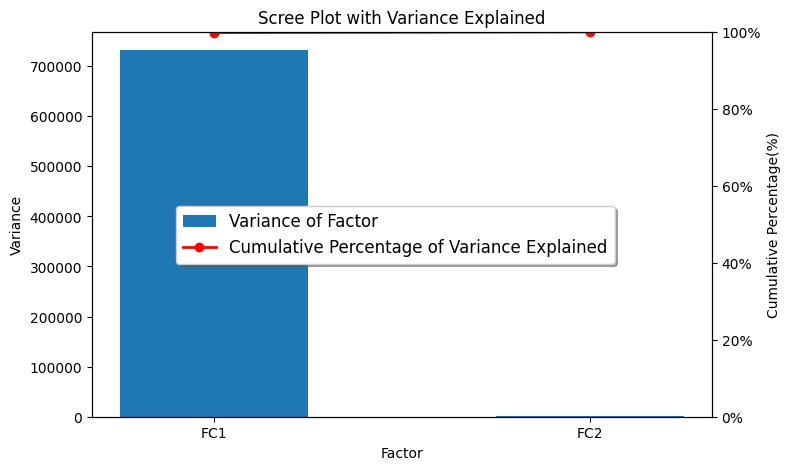 Scree Plot with Variance Explained
700000
600000
500000
400000
300000
200000
100000
0
Variance
100%
80%
60%
40%
20%
0%
Cumulative Percentage(%)
Variance of Factor
Cumulative Percentage of Variance Explained
FC1
FC2
Factor